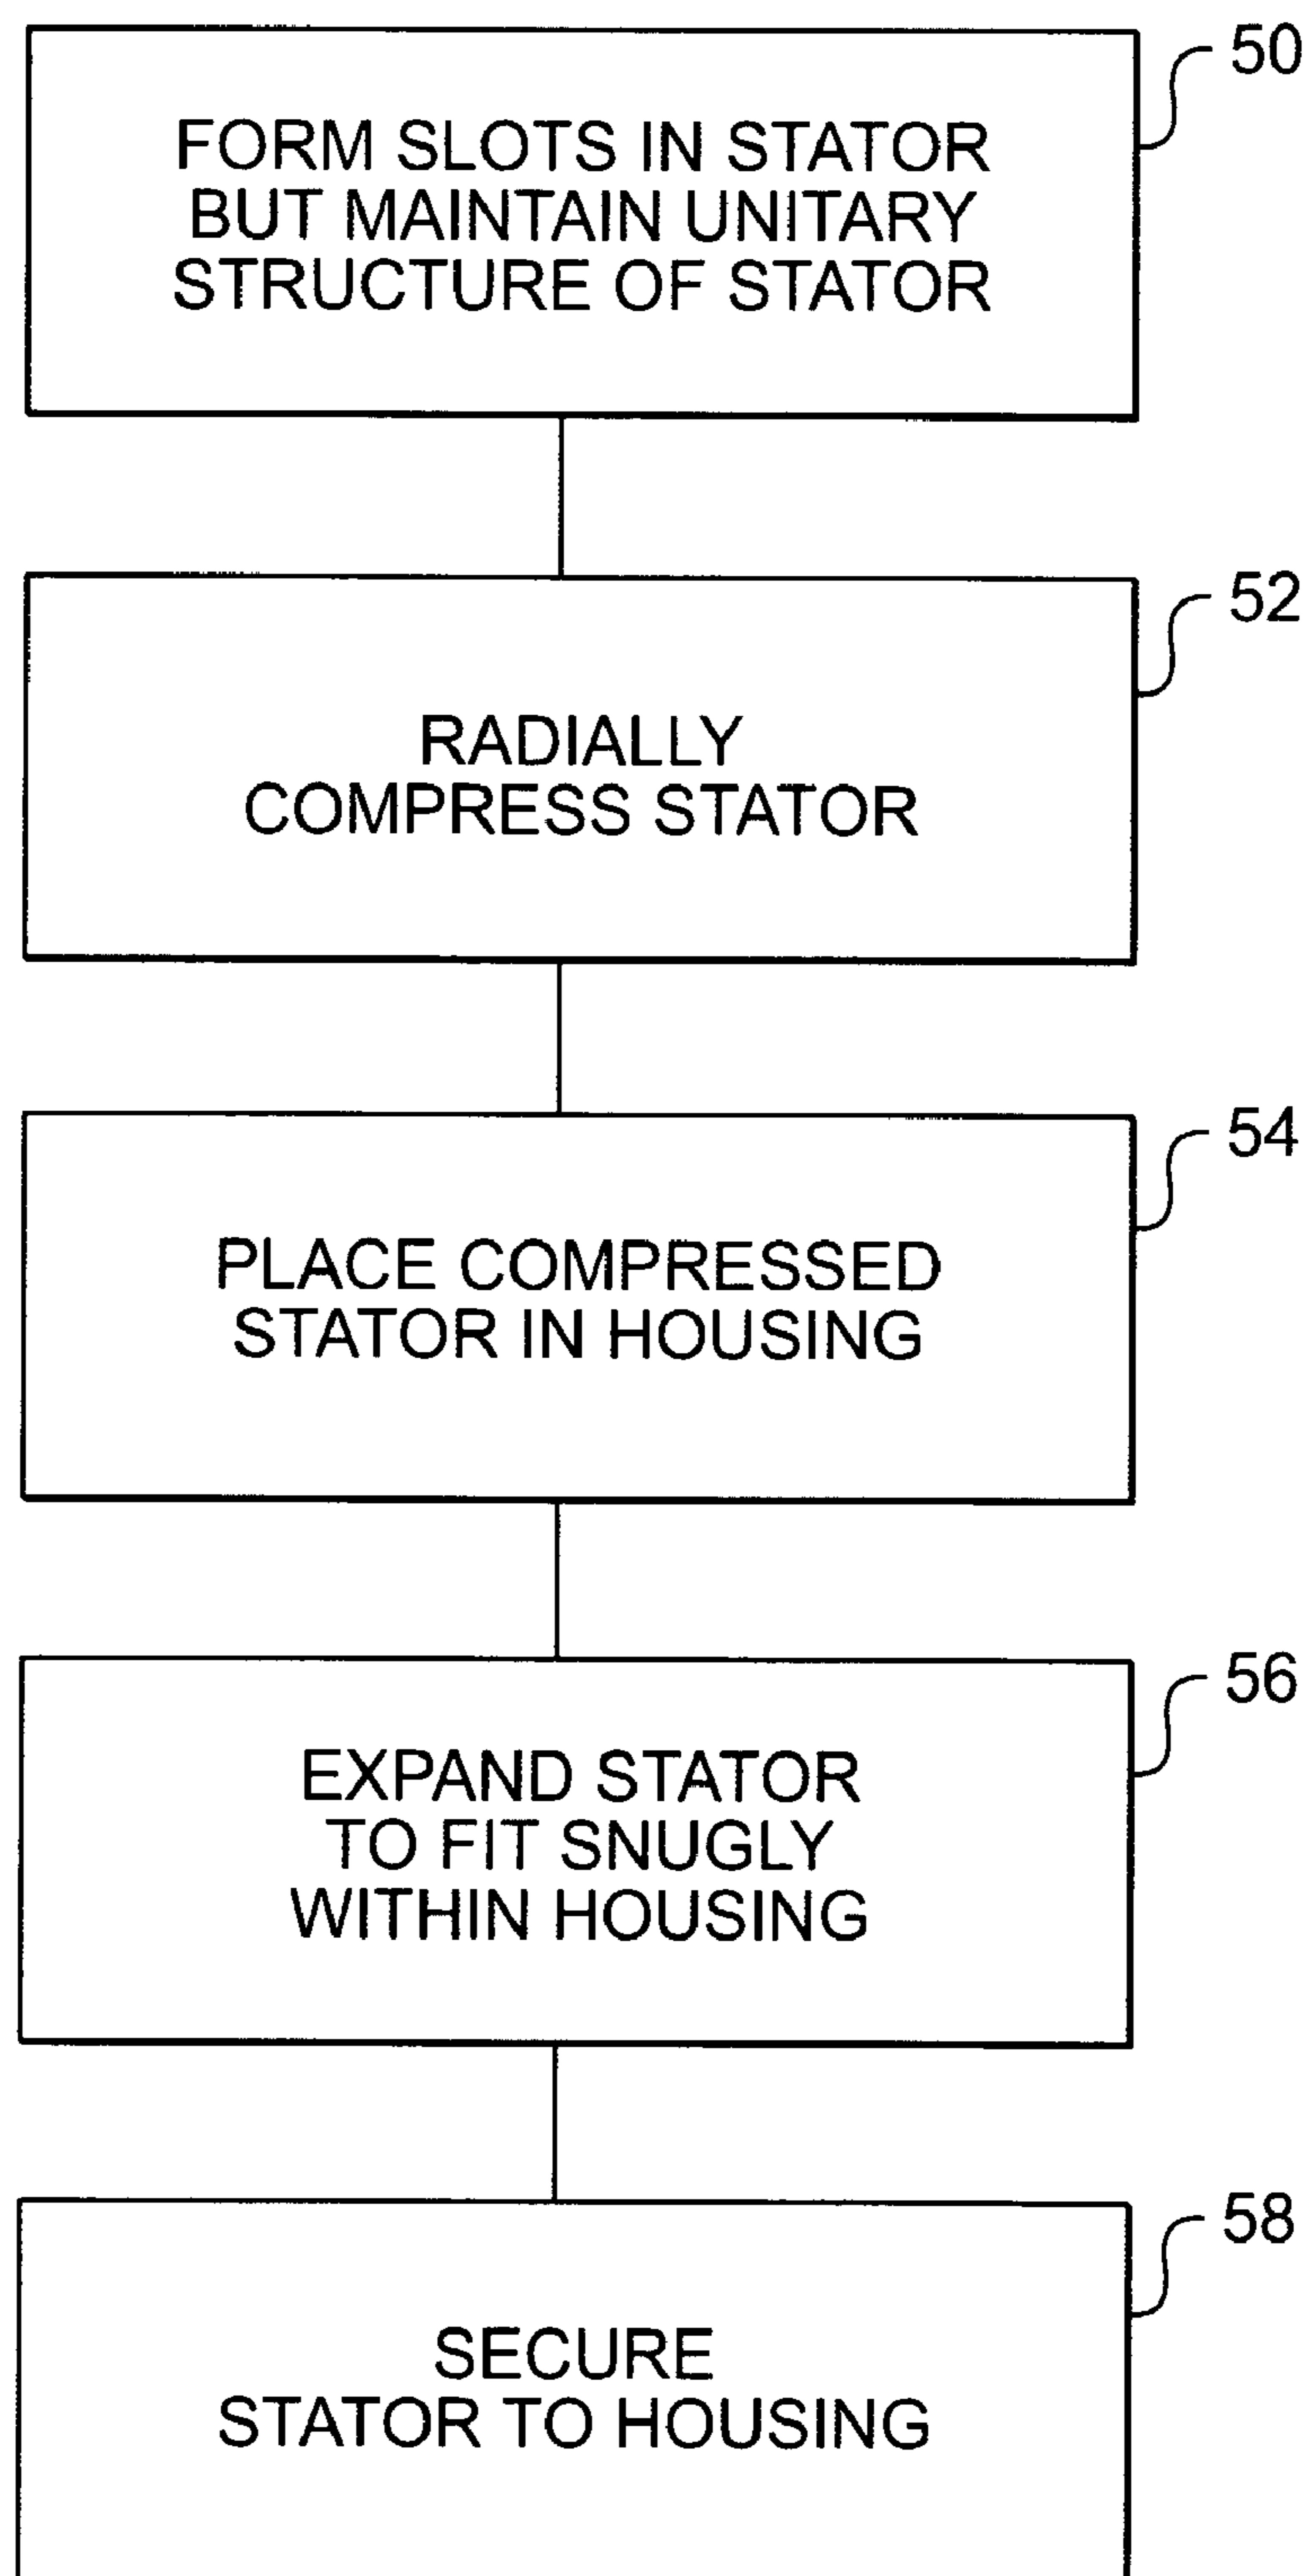 50
FORM SLOTS IN STATOR
BUT MAINTAIN UNITARY
STRUCTURE OF STATOR
52
RADIALLY
COMPRESS STATOR
54
PLACE COMPRESSED
STATOR IN HOUSING
56
EXPAND STATOR
TO FIT SNUGLY
WITHIN HOUSING
58
SECURE
STATOR TO HOUSING